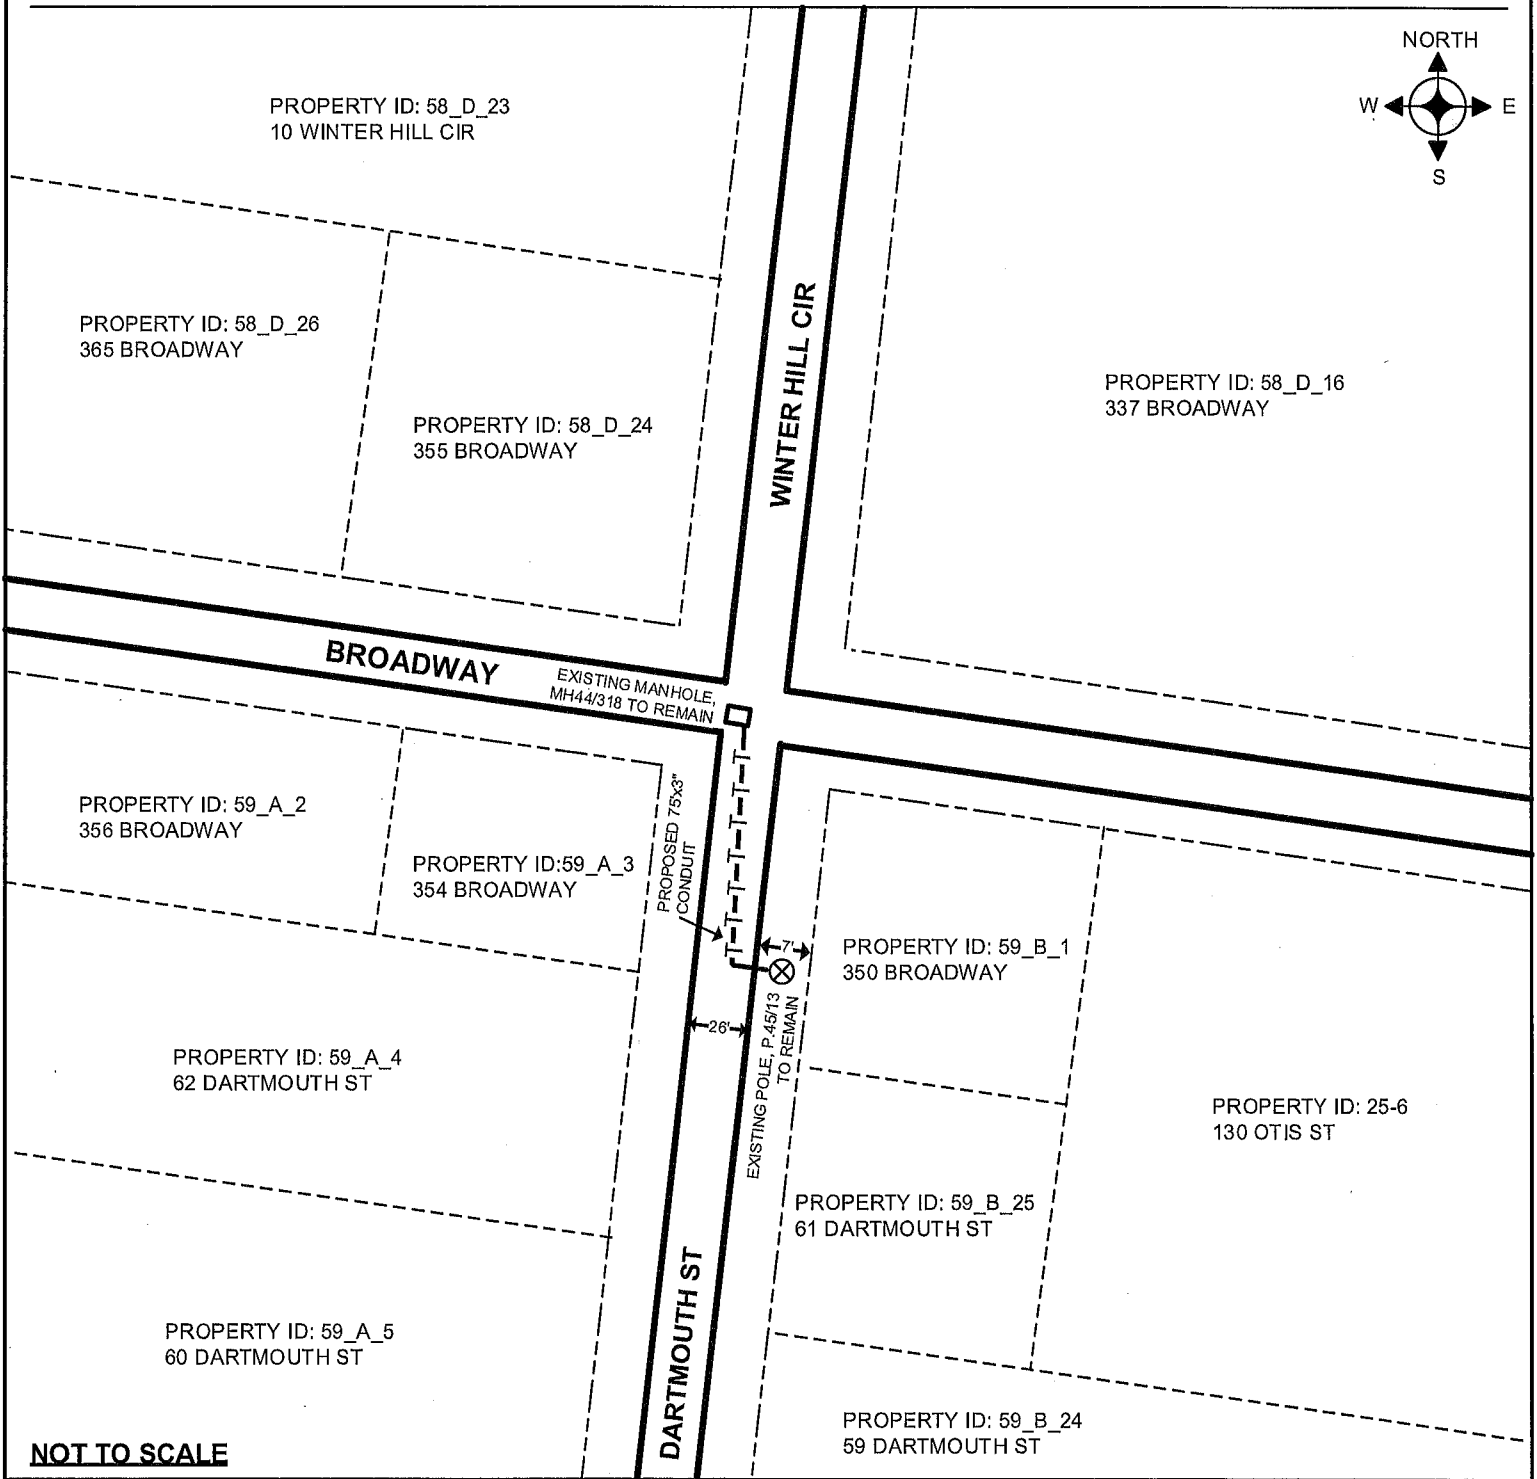 NORTH
W
E
S
PROPERTY ID: 58_D_23
10 WINTER HILL CIR
PROPERTY ID: 58_D_26
365 BROADWAY
PROPERTY ID: 58_D_24
355 BROADWAY
WINTER HILL CIR
PROPERTY ID: 58_D_16
337 BROADWAY
BROADWAY
EXISTING MANHOLE,
MH44/318 TO REMAIN
PROPERTY ID: 59_A_2
356 BROADWAY
PROPERTY ID:59_A_3
354 BROADWAY
PROPOSED 75'x3"
CONDUIT
7'
PROPERTY ID: 59_B_1
350 BROADWAY
26'
EXISTING POLE, P.45/13
TO REMAIN
PROPERTY ID: 59_A_4
62 DARTMOUTH ST
PROPERTY ID: 25-6
130 OTIS ST
PROPERTY ID: 59_B_25
61 DARTMOUTH ST
DARTMOUTH ST
PROPERTY ID: 59_A_5
60 DARTMOUTH ST
PROPERTY ID: 59_B_24
59 DARTMOUTH ST
NOT TO SCALE